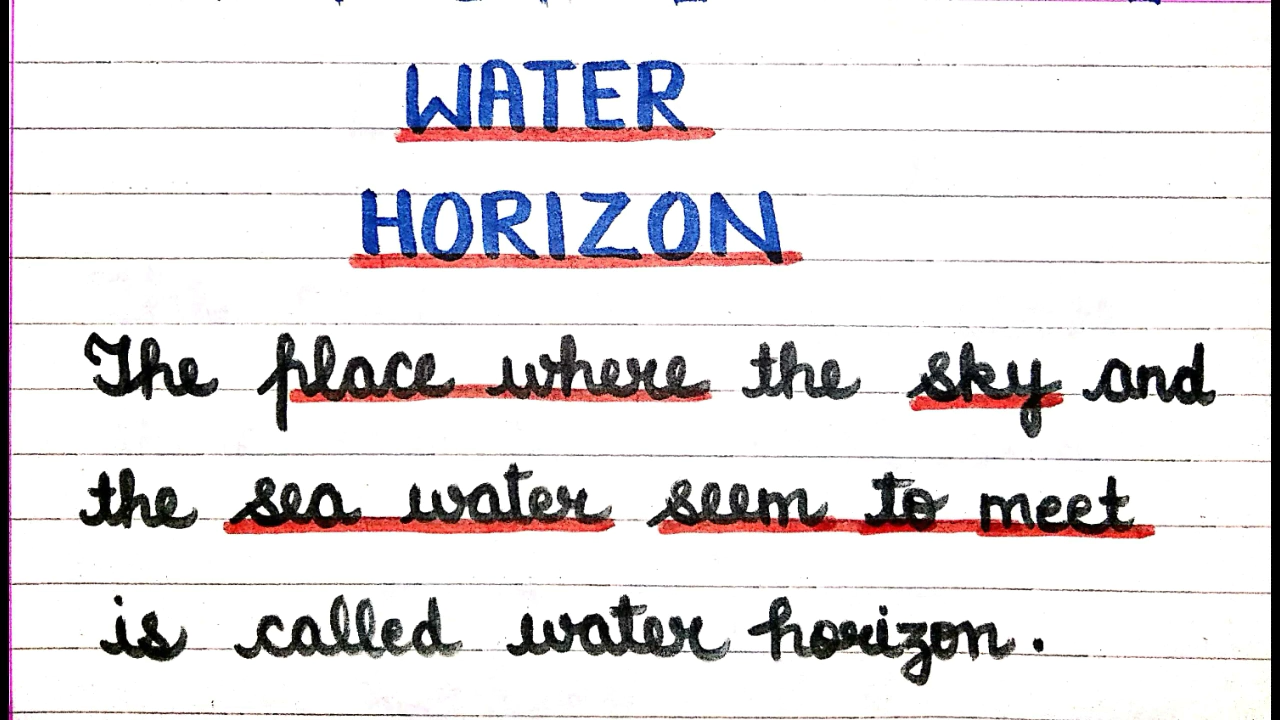 WATER
HORIZON
The place where the sky and
the sea water seem to meet
is called water horizon.